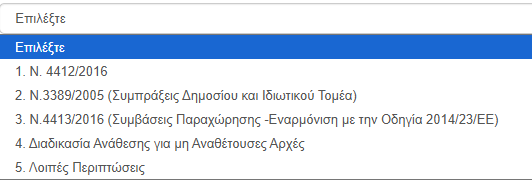 Επιλέξτε
Επιλέξτε
1. Ν. 4412/2016
2. Ν.3389/2005 (Συμπράξεις Δημοσίου και Ιδιωτικού Τομέα)
3. Ν.4413/2016 (Συμβάσεις Παραχώρησης -Εναρμόνιση με την Οδηγία 2014/23/ΕΕ)
4. Διαδικασία Ανάθεσης για μη Αναθέτουσες Αρχές
5. Λοιπές Περιπτώσεις